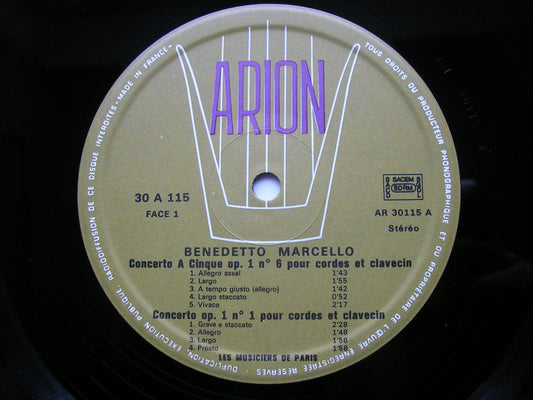 ARION
30 A 115
FACE 1
SACEM
SDRM
AR 30115 A
Stéréo
BENEDETTO MARCELLO
Concerto A Cinque op. 1 n° 6 pour cordes et clavecin
1. Allegro assai 1'43
2. Largo 1'55
3. A tempo giusto (allegro) 1'42
4. Largo staccato 0'52
5. Vivace 2'17
Concerto op. 1 n° 1 pour cordes et clavecin
1. Grave e staccato 2'28
2. Allegro 1'48
3. Largo 1'56
4. Presto 1'58
LES MUSICIENS DE PARIS
TOUS DROITS DU PRODUCTEUR PHONOGRAPHIQUE ET DU PROPRIÉTAIRE DE L'ŒUVRE ENREGISTRÉE RÉSERVÉS. DUPLICATION, EXÉCUTION PUBLIQUE, RADIODIFFUSION DE CE DISQUE INTERDITES - MADE IN FRANCE -